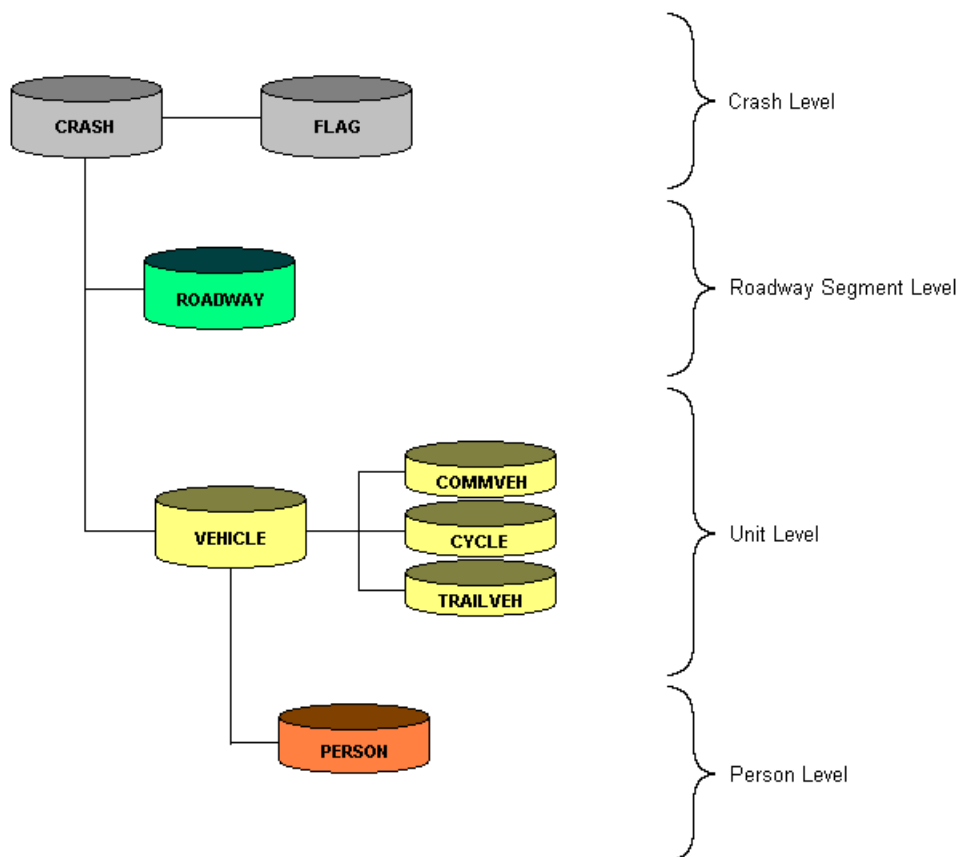 CRASH
FLAG
Crash Level
ROADWAY
Roadway Segment Level
COMMVEH
VEHICLE
CYCLE
Unit Level
TRAILVEH
PERSON
Person Level